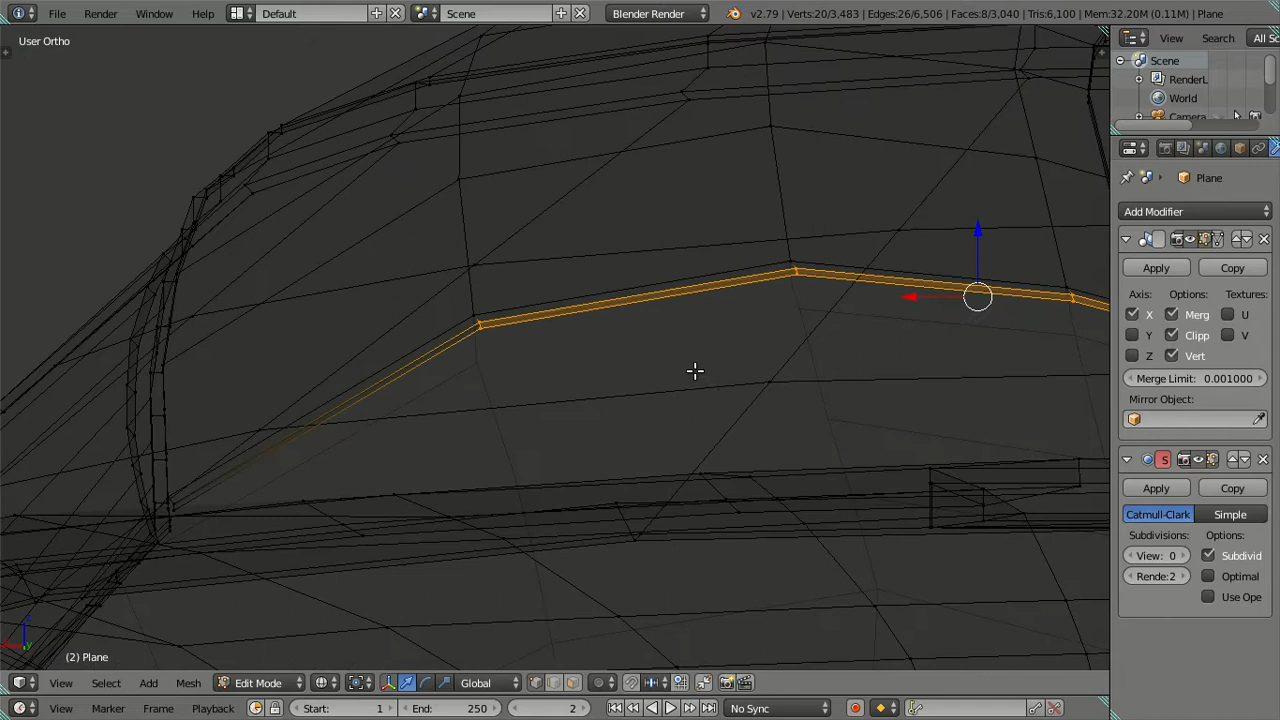 File Render Window Help Default Scene Blender Render v2.79 | Verts:20/3,483 | Edges:26/6,506 | Faces:8/3,040 | Tris:6,100 | Mem:32.20M (0.11M) | Plane
User Ortho
View Search All Sc
Scene
RenderL
World
Camera
Plane
Add Modifier
Apply Copy
Axis: Options: Textures:
X Merg U
Y Clipp V
Z Vert
Merge Limit: 0.001000
Mirror Object:
S
Apply Copy
Catmull-Clark Simple
Subdivisions: Options:
View: 0 Subdivid
Rende:2 Optimal
Use Ope
z
x y
(2) Plane
View Select Add Mesh Edit Mode Global
View Marker Frame Playback Start: 1 End: 250 2 No Sync